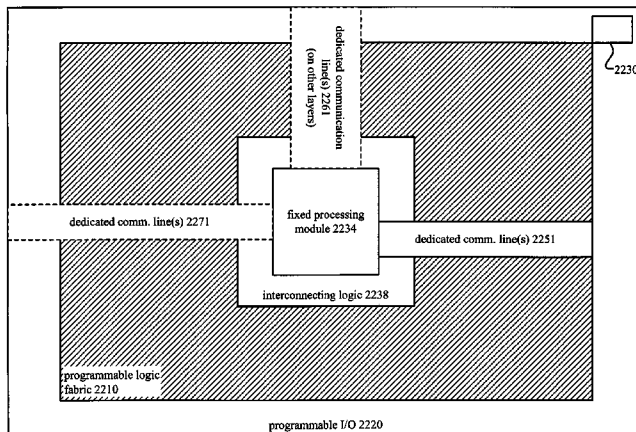 dedicated communication
line(s) 2261
(on other layers)
2230
fixed processing
module 2234
dedicated comm. line(s) 2271
dedicated comm. line(s) 2251
interconnecting logic 2238
programmable logic
fabric 2210
programmable I/O 2220